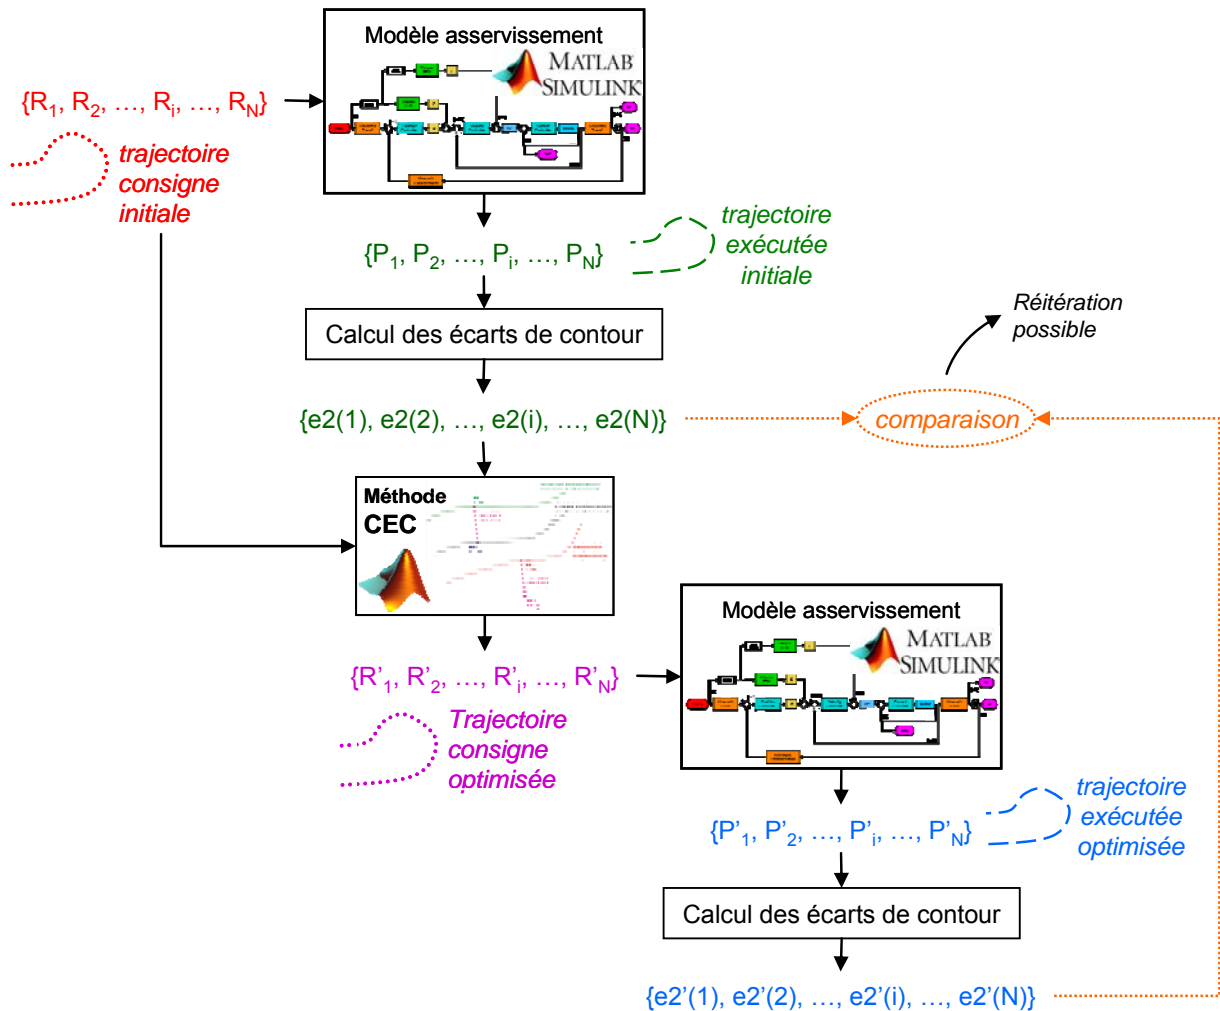 Modèle asservissement
MATLAB
SIMULINK
{R1, R2, …, Ri, …, RN}
trajectoire
consigne
initiale
{P1, P2, …, Pi, …, PN}
trajectoire
exécutée
initiale
Calcul des écarts de contour
Réitération
possible
{e2(1), e2(2), …, e2(i), …, e2(N)}
comparaison
Méthode
CEC
Modèle asservissement
MATLAB
SIMULINK
{R’1, R’2, …, R’i, …, R’N}
Trajectoire
consigne
optimisée
trajectoire
exécutée
optimisée
{P’1, P’2, …, P’i, …, P’N}
Calcul des écarts de contour
{e2’(1), e2’(2), …, e2’(i), …, e2’(N)}